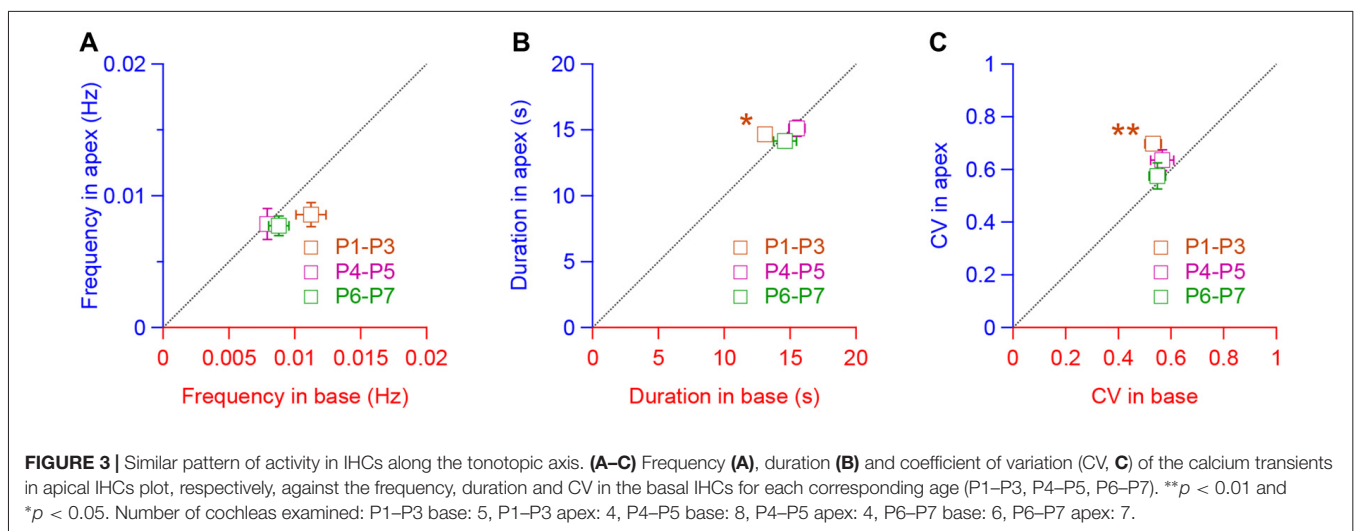 A
Frequency in apex (Hz)
0.02
0.01
0
0 0.005 0.01 0.015 0.02
Frequency in base (Hz)
P1-P3
P4-P5
P6-P7
B
Duration in apex (s)
20
15
10
5
0
0 5 10 15 20
Duration in base (s)
*
P1-P3
P4-P5
P6-P7
C
CV in apex
1
0.8
0.6
0.4
0.2
0
0 0.2 0.4 0.6 0.8 1
CV in base
**
P1-P3
P4-P5
P6-P7
FIGURE 3 | Similar pattern of activity in IHCs along the tonotopic axis. (A–C) Frequency (A), duration (B) and coefficient of variation (CV, C) of the calcium transients
in apical IHCs plot, respectively, against the frequency, duration and CV in the basal IHCs for each corresponding age (P1–P3, P4–P5, P6–P7). **p < 0.01 and
*p < 0.05. Number of cochleas examined: P1–P3 base: 5, P1–P3 apex: 4, P4–P5 base: 8, P4–P5 apex: 4, P6–P7 base: 6, P6–P7 apex: 7.